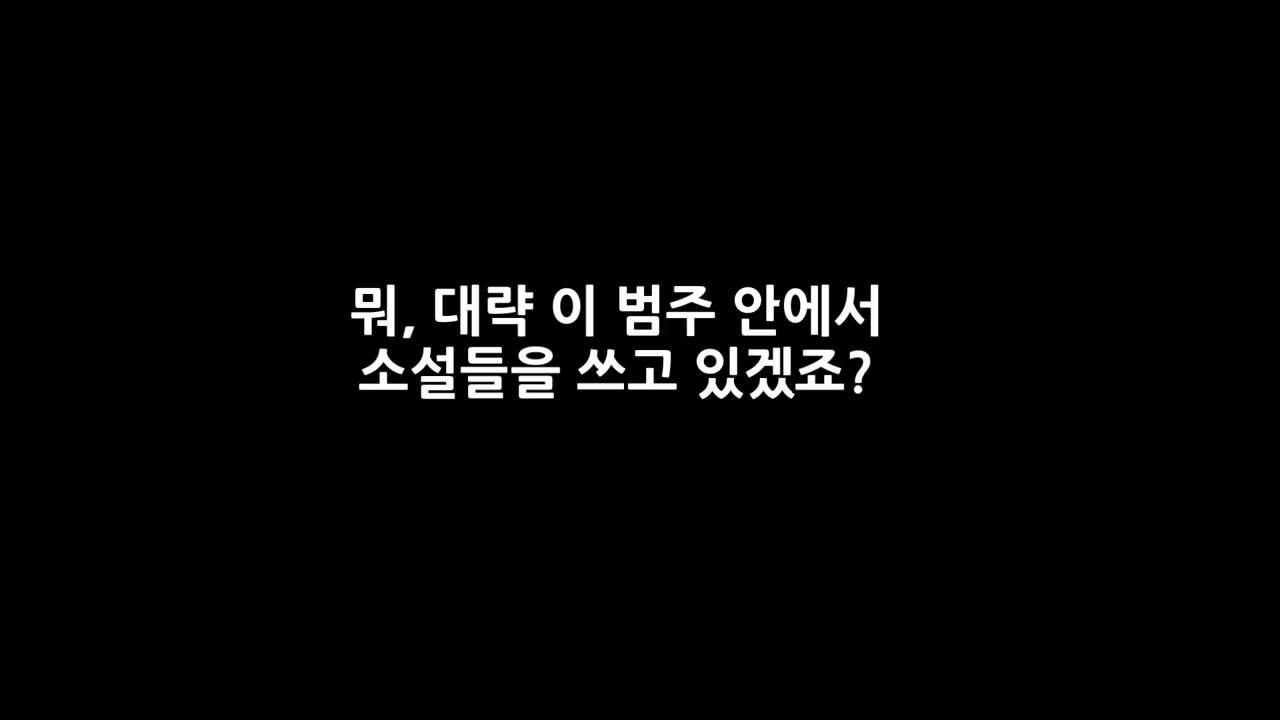 뭐, 대략 이 범주 안에서
소설들을 쓰고 있겠죠?